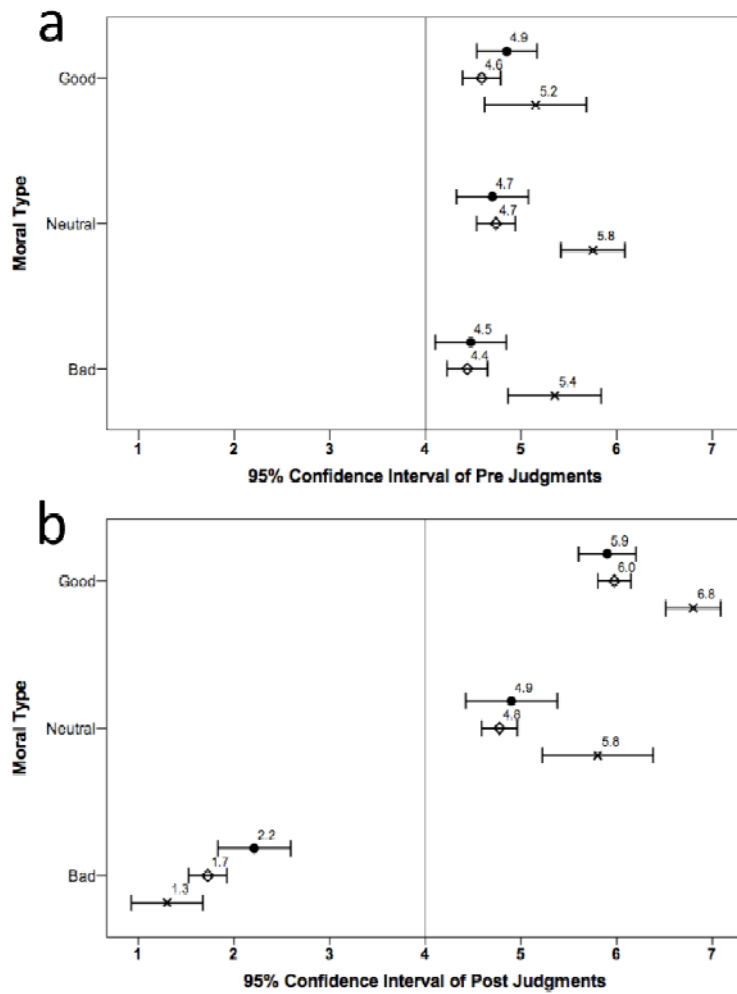 a
4.9
Good
4.6
5.2
Moral Type
4.7
Neutral
4.7
5.8
4.5
Bad
4.4
5.4
1 2 3 4 5 6 7
95% Confidence Interval of Pre Judgments
b
5.9
Good
6.0
6.8
Moral Type
4.9
Neutral
4.8
5.8
2.2
Bad
1.7
1.3
1 2 3 4 5 6 7
95% Confidence Interval of Post Judgments